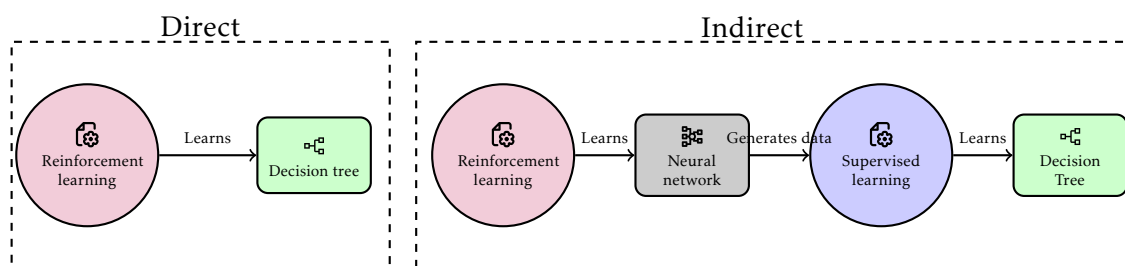 Direct
Reinforcement
learning
Learns
Decision tree
Indirect
Reinforcement
learning
Learns
Neural
network
Generates data
Supervised
learning
Learns
Decision
Tree